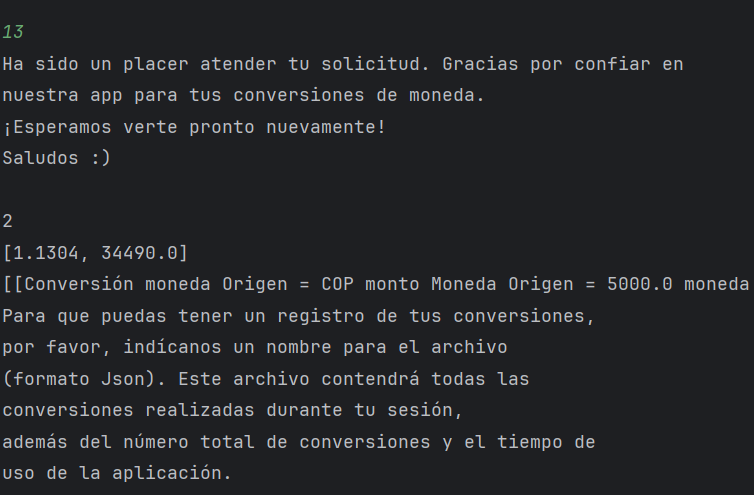 13
Ha sido un placer atender tu solicitud. Gracias por confiar en
nuestra app para tus conversiones de moneda.
¡Esperamos verte pronto nuevamente!
Saludos :)
2
[1.1304, 34490.0]
[[Conversión moneda Origen = COP monto Moneda Origen = 5000.0 moneda
Para que puedas tener un registro de tus conversiones,
por favor, indícanos un nombre para el archivo
(formato Json). Este archivo contendrá todas las
conversiones realizadas durante tu sesión,
además del número total de conversiones y el tiempo de
uso de la aplicación.